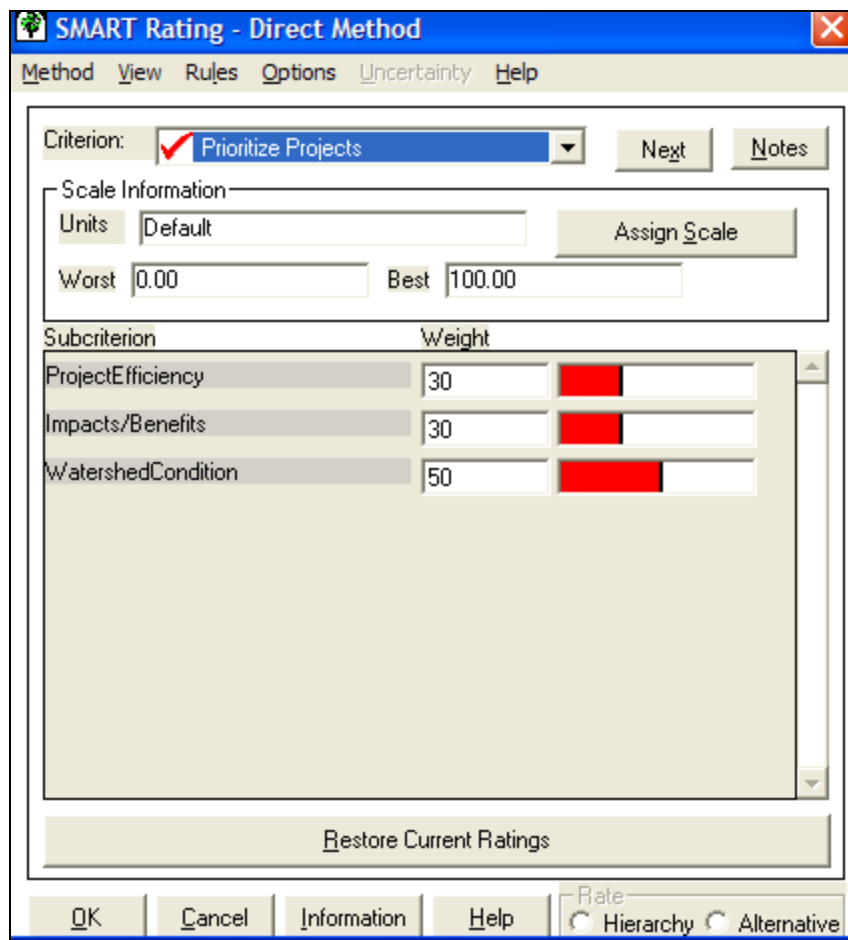 SMART Rating - Direct Method
Method View Rules Options Uncertainty Help
Criterion: Prioritize Projects Next Notes
Scale Information
Units Default Assign Scale
Worst 0.00 Best 100.00
Subcriterion Weight
ProjectEfficiency 30
Impacts/Benefits 30
WatershedCondition 50
Restore Current Ratings
Rate
OK Cancel Information Help Hierarchy Alternative